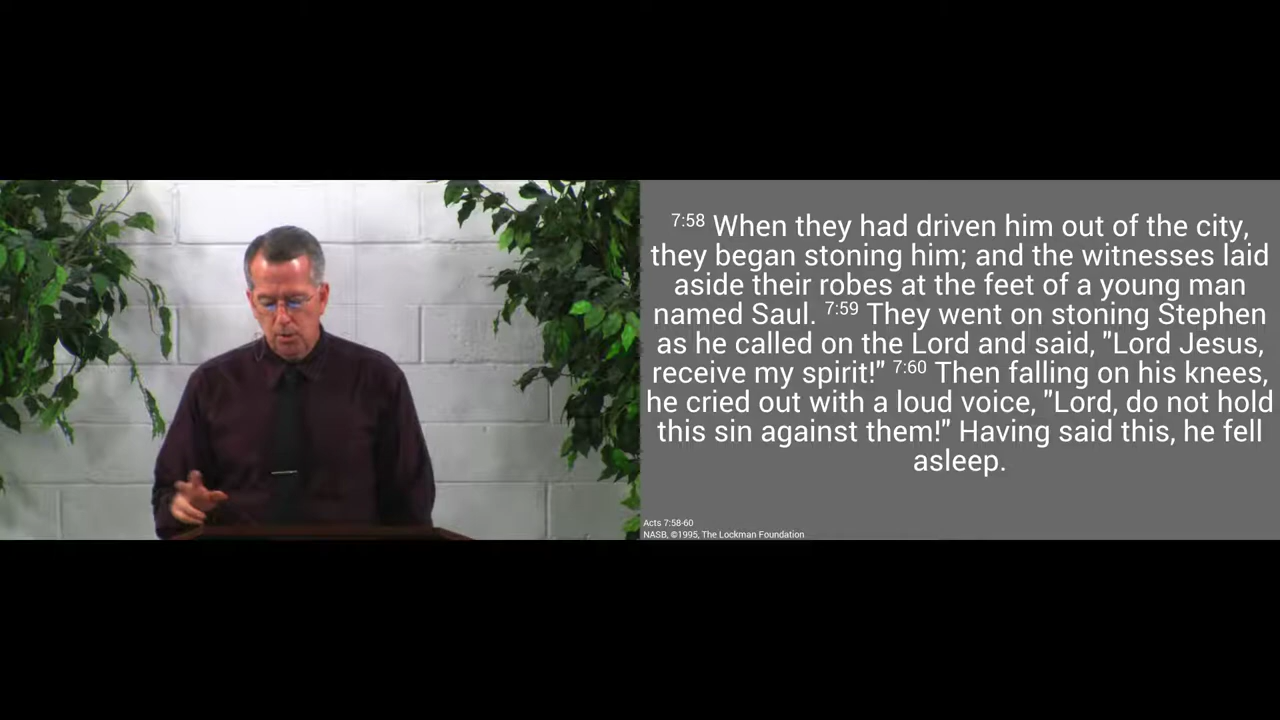 7:58 When they had driven him out of the city,
they began stoning him; and the witnesses laid
aside their robes at the feet of a young man
named Saul. 7:59 They went on stoning Stephen
as he called on the Lord and said, "Lord Jesus,
receive my spirit!" 7:60 Then falling on his knees,
he cried out with a loud voice, "Lord, do not hold
this sin against them!" Having said this, he fell
asleep.
Acts 7:58-60
NASB, ©1995, The Lockman Foundation